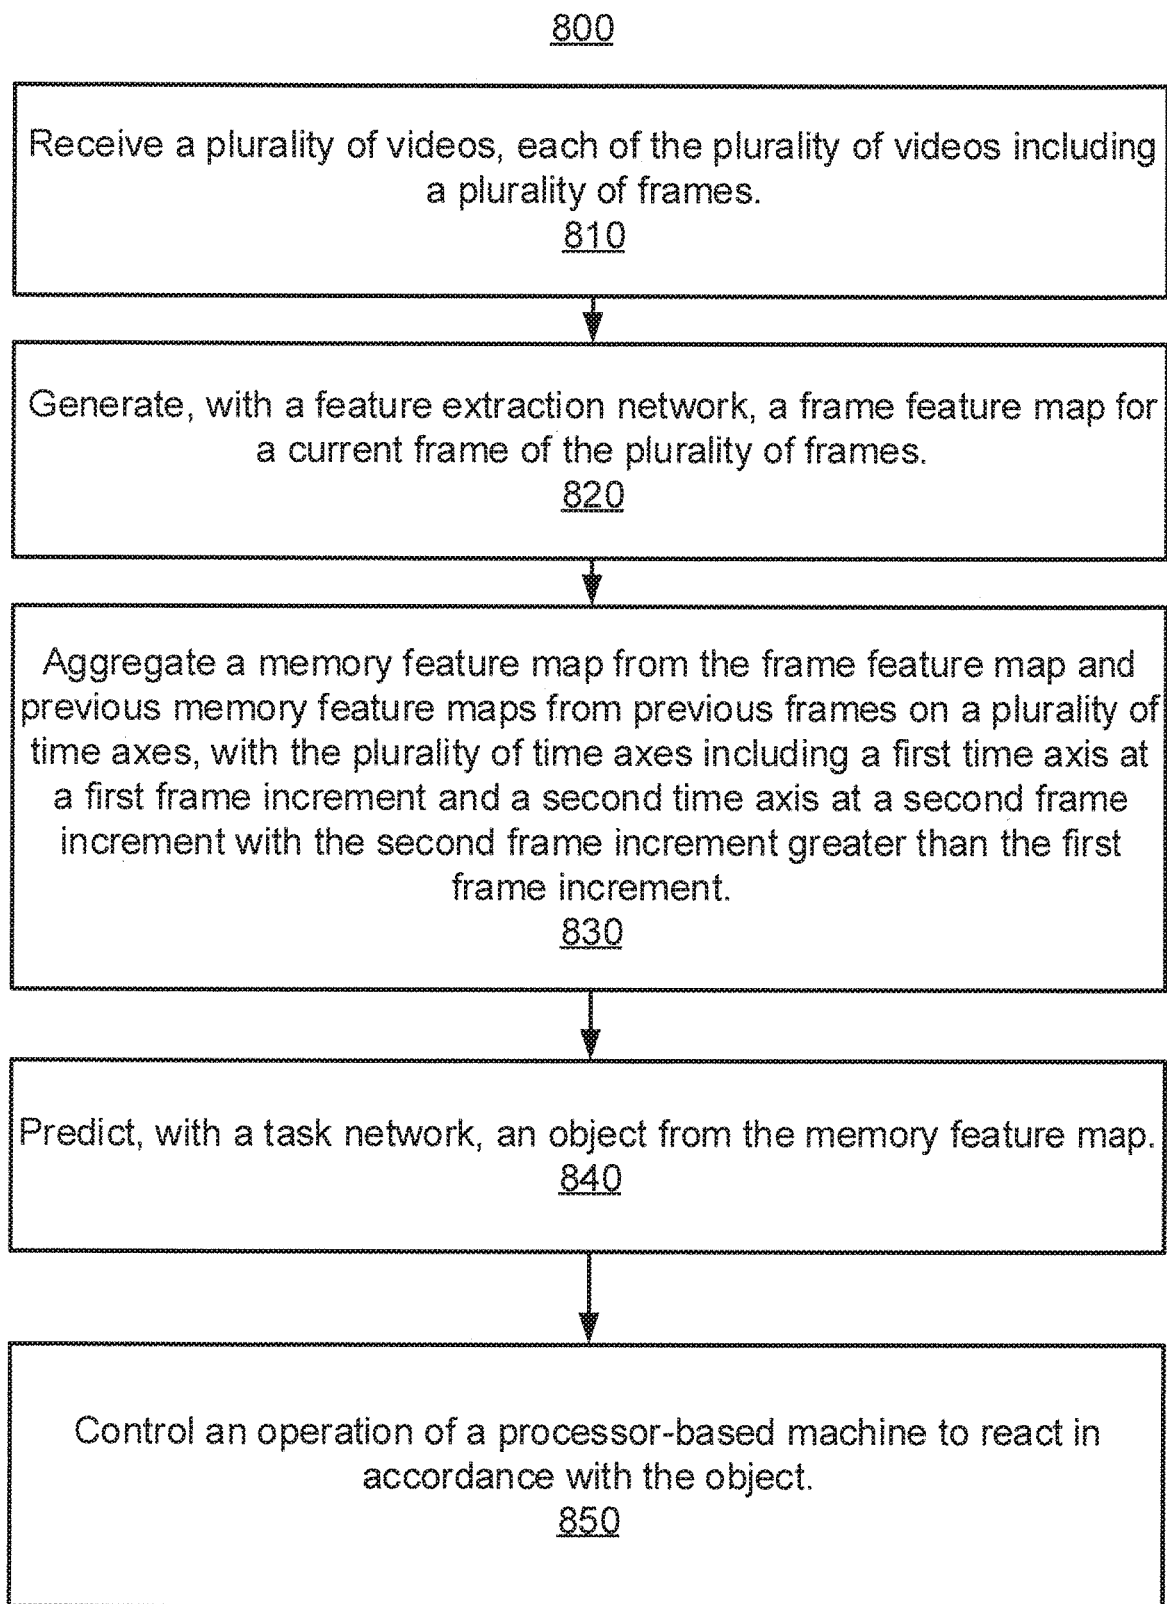 800
Receive a plurality of videos, each of the plurality of videos including
a plurality of frames.
810
Generate, with a feature extraction network, a frame feature map for
a current frame of the plurality of frames.
820
Aggregate a memory feature map from the frame feature map and
previous memory feature maps from previous frames on a plurality of
time axes, with the plurality of time axes including a first time axis at
a first frame increment and a second time axis at a second frame
increment with the second frame increment greater than the first
frame increment.
830
Predict, with a task network, an object from the memory feature map.
840
Control an operation of a processor-based machine to react in
accordance with the object.
850